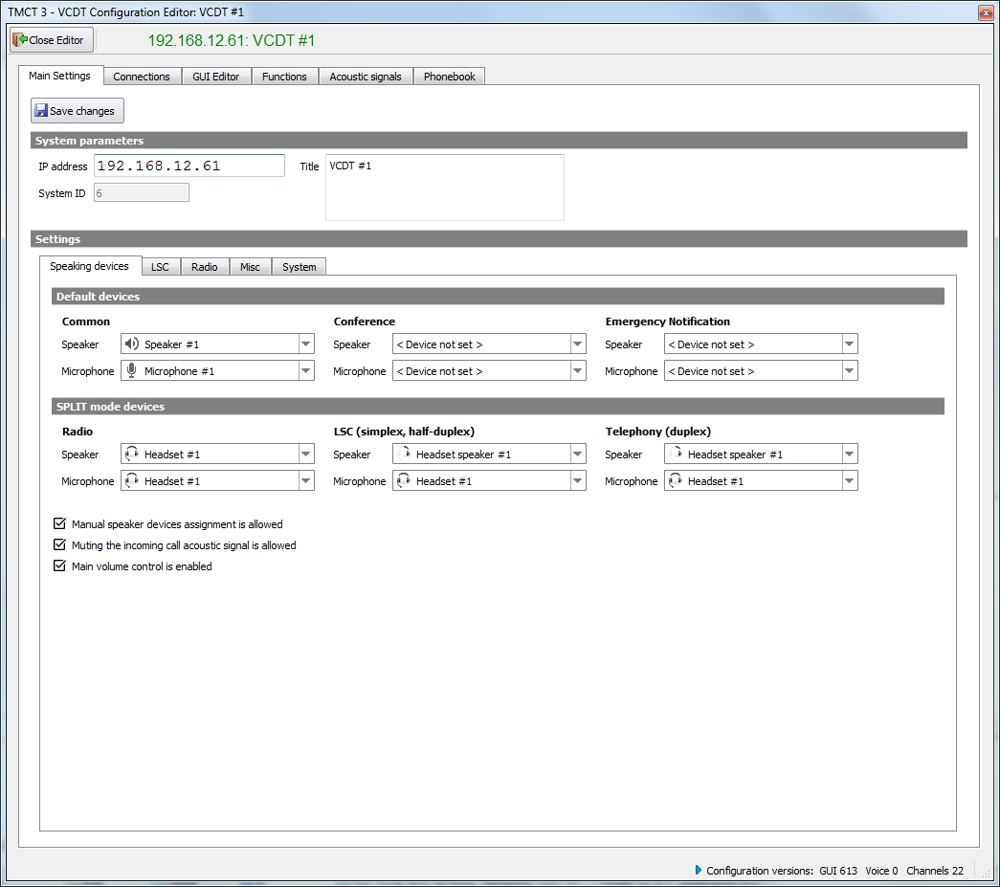 TMCT 3 - VCDT Configuration Editor: VCDT #1
Close Editor 192.168.12.61: VCDT #1
Main Settings Connections GUI Editor Functions Acoustic signals Phonebook
Save changes
System parameters
IP address 192.168.12.61 Title VCDT #1
System ID 6
Settings
Speaking devices LSC Radio Misc System
Default devices
Common Conference Emergency Notification
Speaker Speaker #1 Speaker < Device not set > Speaker < Device not set >
Microphone Microphone #1 Microphone < Device not set > Microphone < Device not set >
SPLIT mode devices
Radio LSC (simplex, half-duplex) Telephony (duplex)
Speaker Headset #1 Speaker Headset speaker #1 Speaker Headset speaker #1
Microphone Headset #1 Microphone Headset #1 Microphone Headset #1
Manual speaker devices assignment is allowed
Muting the incoming call acoustic signal is allowed
Main volume control is enabled
Configuration versions: GUI 613 Voice 0 Channels 22